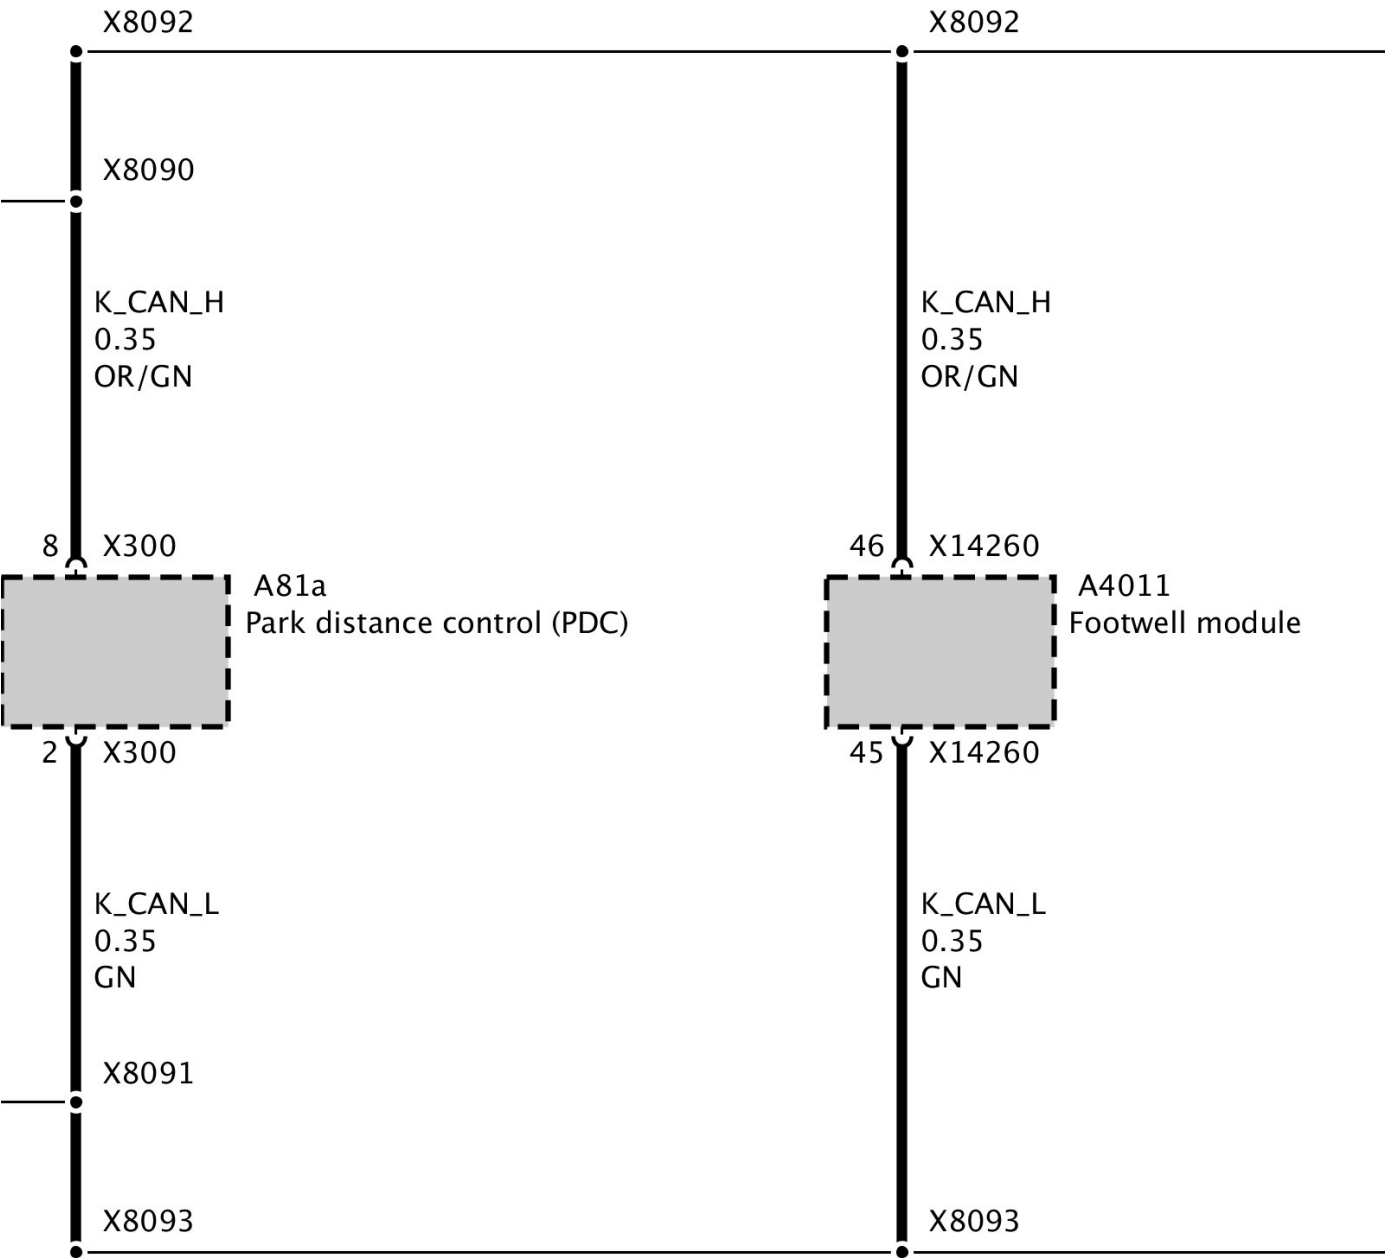 X8092
X8092
X8090
K_CAN_H
0.35
OR/GN
K_CAN_H
0.35
OR/GN
8
X300
46
X14260
A81a
Park distance control (PDC)
A4011
Footwell module
2
X300
45
X14260
K_CAN_L
0.35
GN
K_CAN_L
0.35
GN
X8091
X8093
X8093